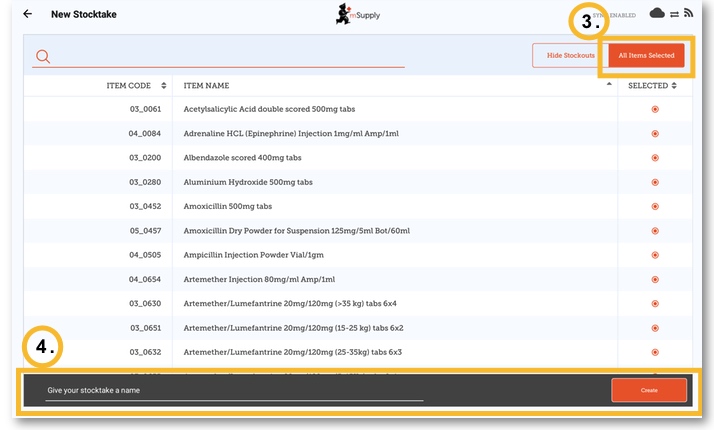 New Stocktake
mSupply
SYNC ENABLED
3.
Hide Stockouts
All Items Selected
ITEM CODE
ITEM NAME
SELECTED
03_0061 Acetylsalicylic Acid double scored 500mg tabs
04_0084 Adrenaline HCL (Epinephrine) Injection 1mg/ml Amp/1ml
03_0200 Albendazole scored 400mg tabs
03_0280 Aluminium Hydroxide 500mg tabs
03_0452 Amoxicillin 500mg tabs
05_0457 Amoxicillin Dry Powder for Suspension 125mg/5ml Bot/60ml
04_0505 Ampicillin Injection Powder Vial/1gm
04_0654 Artemether Injection 80mg/ml Amp/1ml
03_0630 Artemether/Lumefantrine 20mg/120mg (>35 kg) tabs 6x4
03_0651 Artemether/Lumefantrine 20mg/120mg (15-25 kg) tabs 6x2
03_0632 Artemether/Lumefantrine 20mg/120mg (25-35kg) tabs 6x3
4.
Give your stocktake a name
Create